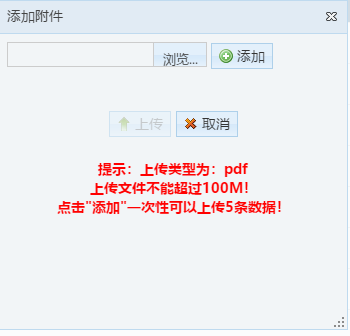 添加附件
浏览... 添加
上传 取消
提示：上传类型为：pdf
上传文件不能超过100M！
点击"添加"一次性可以上传5条数据！